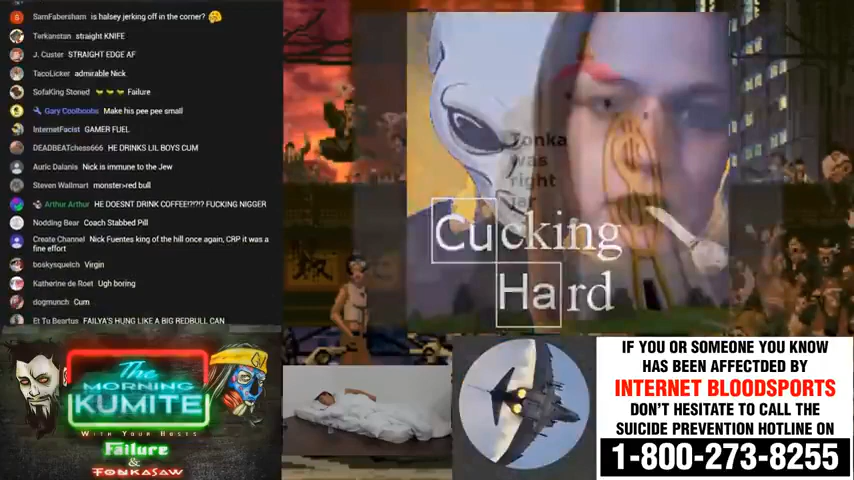 SamFabersham is halsey jerking off in the corner? 🤔
Terkanstan straight KNIFE
J. Custer STRAIGHT EDGE AF
TacoLicker admirable Nick
SofaKing Stoned Failure
Gary Coolboobs Make his pee pee small
InternetFacist GAMER FUEL
DEADBEATchess666 HE DRINKS LIL BOYS CUM
Auric Dalanis Nick is immune to the Jew
Steven Wallmart monster>red bull
Arthur Arthur HE DOESNT DRINK COFFEE!?!?!? FUCKING NIGGER
Nodding Bear Coach Stabbed Pill
Create Channel Nick Fuentes king of the hill once again, CRP it was a
fine effort
boskysquelch Virgin
Katherine de Roet Ugh boring
dogmunch Cum
Et Tu Beartus FAILYA'S HUNG LIKE A BIG REDBULL CAN
Tonka
was
right
jar
Cucking
Hard
The
MORNING
KUMITE
With Your Hosts
Failure
&
TONKASAW
IF YOU OR SOMEONE YOU KNOW
HAS BEEN AFFECTDED BY
INTERNET BLOODSPORTS
DON'T HESITATE TO CALL THE
SUICIDE PREVENTION HOTLINE ON
1-800-273-8255